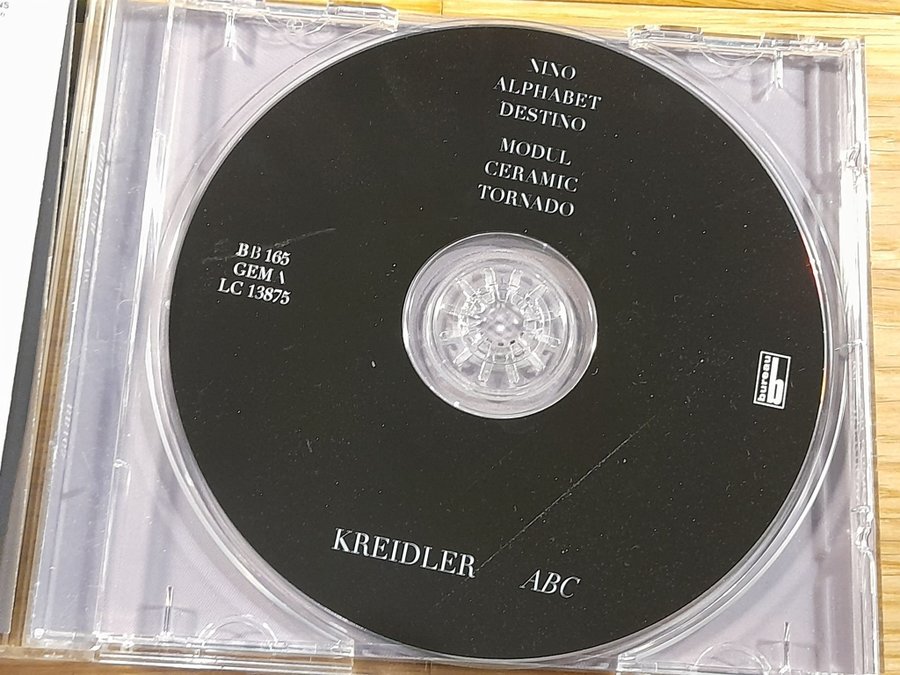 NINO
ALPHABET
DESTINO
MODUL
CERAMIC
TORNADO
BB 165
GEMA
LC 13875
bureau b
KREIDLER ABC